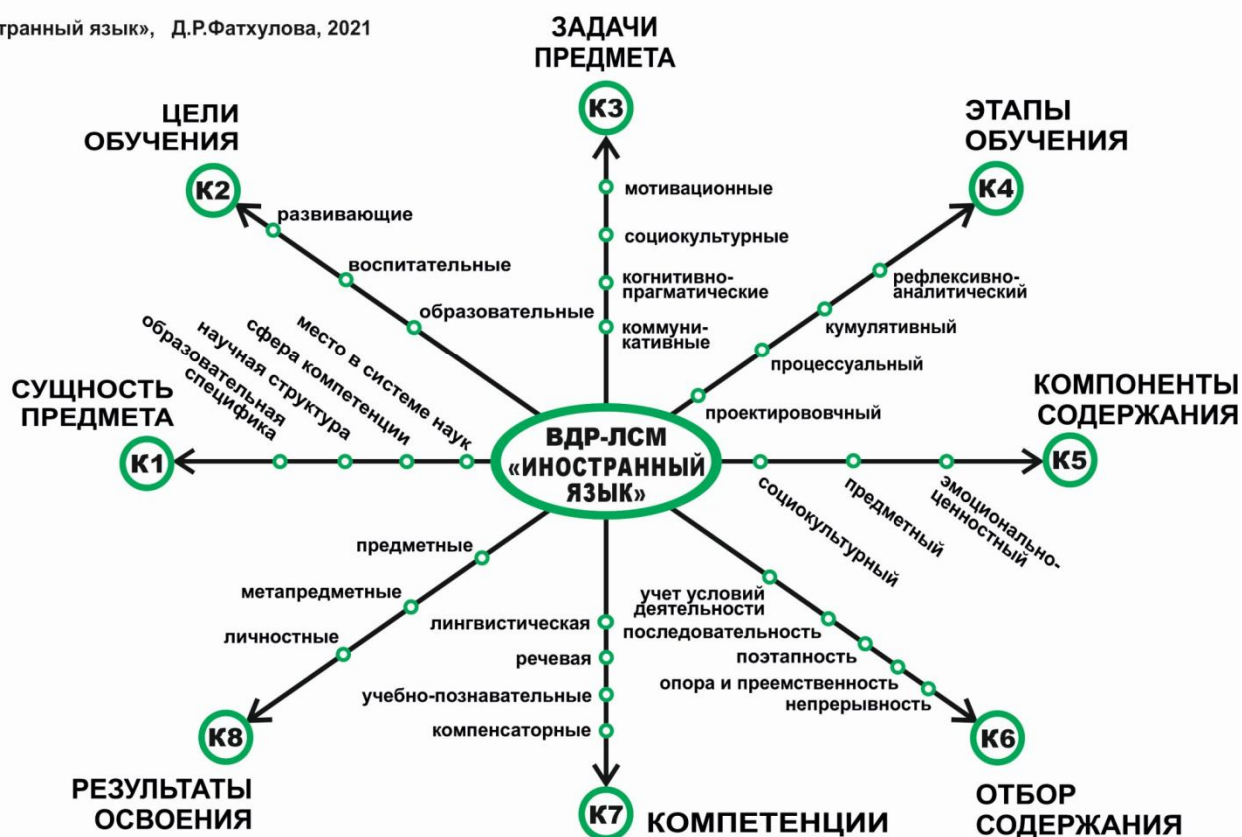 странный язык», Д.Р.Фатхулова, 2021
ЗАДАЧИ
ПРЕДМЕТА
К3
мотивационные
социокультурные
когнитивно-
прагматические
коммуни-
кативные
ЦЕЛИ
ОБУЧЕНИЯ
К2
развивающие
воспитательные
образовательные
ЭТАПЫ
ОБУЧЕНИЯ
К4
рефлексивно-
аналитический
кумулятивный
процессуальный
проектирововчный
СУЩНОСТЬ
ПРЕДМЕТА
К1
образовательная
специфика
научная структура
сфера компетенции
место в системе наук
ВДР-ЛСМ
«ИНОСТРАННЫЙ
ЯЗЫК»
КОМПОНЕНТЫ
СОДЕРЖАНИЯ
К5
социокультурный
предметный
эмоционально-
ценностный
предметные
метапредметные
личностные
К8
РЕЗУЛЬТАТЫ
ОСВОЕНИЯ
лингвистическая
речевая
учебно-познавательные
компенсаторные
К7
КОМПЕТЕНЦИИ
учет условий
деятельности
последовательность
поэтапность
опора и преемственность
непрерывность
К6
ОТБОР
СОДЕРЖАНИЯ